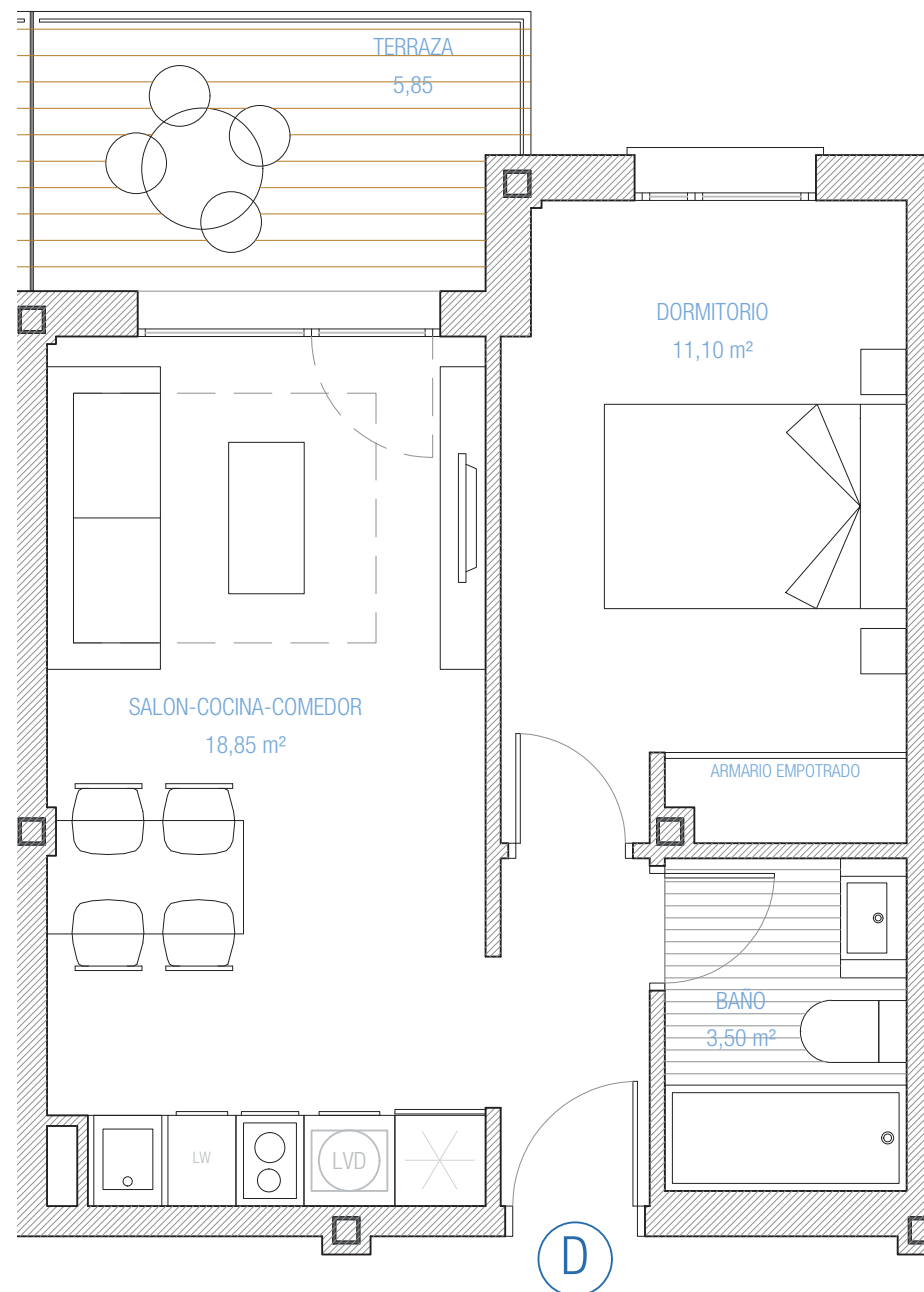 TERRAZA
5,85
DORMITORIO
11,10 m²
SALON-COCINA-COMEDOR
18,85 m²
ARMARIO EMPOTRADO
BAÑO
3,50 m²
LW
LVD
D